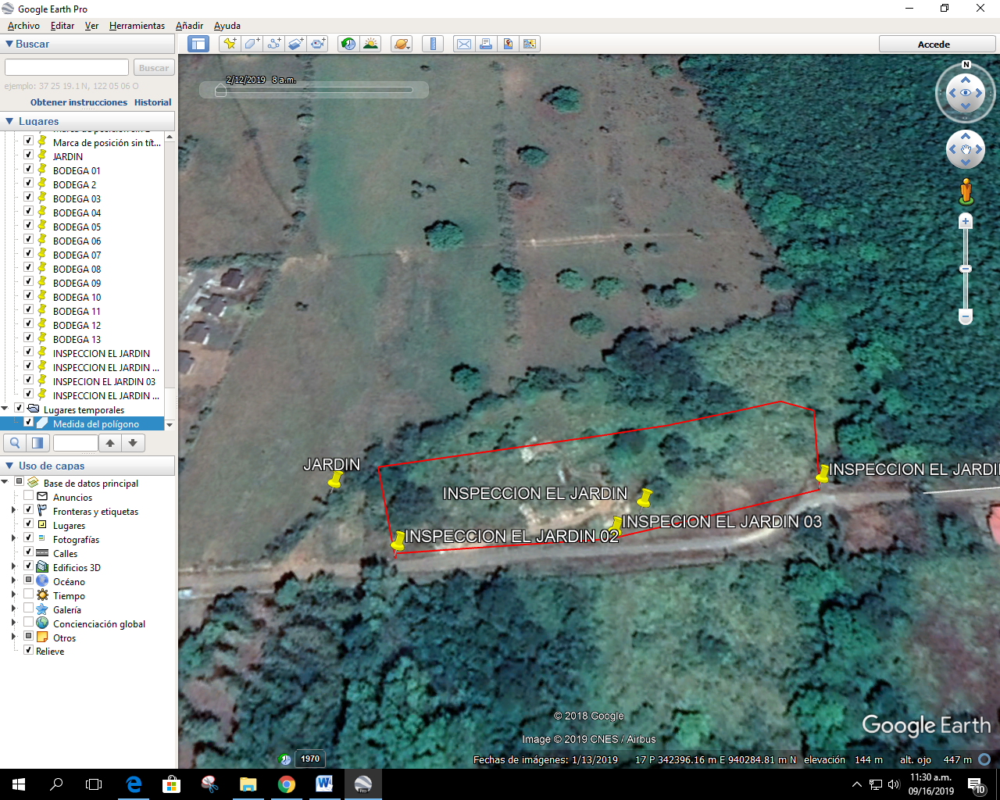 Google Earth Pro
Archivo Editar Ver Herramientas Añadir Ayuda
Buscar
Buscar
ejemplo: 37 25 19.1 N, 122 05 06 O
Obtener instrucciones Historial
Lugares
Marca de posición sin tít...
JARDIN
BODEGA 01
BODEGA 2
BODEGA 03
BODEGA 04
BODEGA 05
BODEGA 06
BODEGA 07
BODEGA 08
BODEGA 09
BODEGA 10
BODEGA 11
BODEGA 12
BODEGA 13
INSPECCION EL JARDIN
INSPECCION EL JARDIN ...
INSPECION EL JARDIN 03
INSPECCION EL JARDIN ...
Lugares temporales
Medida del polígono
Uso de capas
Base de datos principal
Anuncios
Fronteras y etiquetas
Lugares
Fotografías
Calles
Edificios 3D
Océano
Tiempo
Galería
Concienciación global
Otros
Relieve
Accede
2/12/2019 8 a.m.
N
JARDIN
INSPECCION EL JARDI
INSPECCION EL JARDIN
INSPECION EL JARDIN 03
INSPECCION EL JARDIN 02
© 2018 Google
Image © 2019 CNES / Airbus
Google Earth
1970
Fechas de imágenes: 1/13/2019 17 P 342396.16 m E 940284.81 m N elevación 144 m alt. ojo 447 m
11:30 a.m.
09/16/2019
10